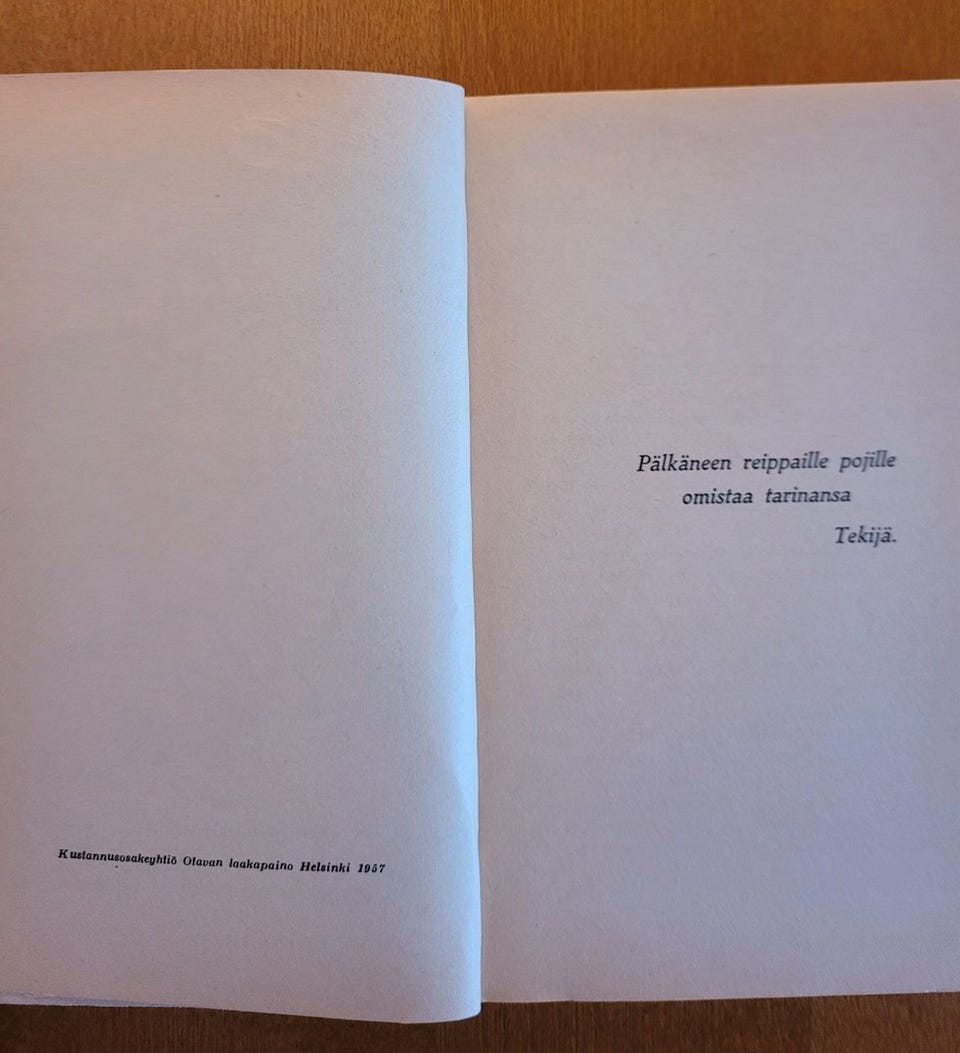 Kustannusosakeyhtiö Otavan laakapaino Helsinki 1957
Pälkäneen reippaille pojille
omistaa tarinansa
Tekijä.